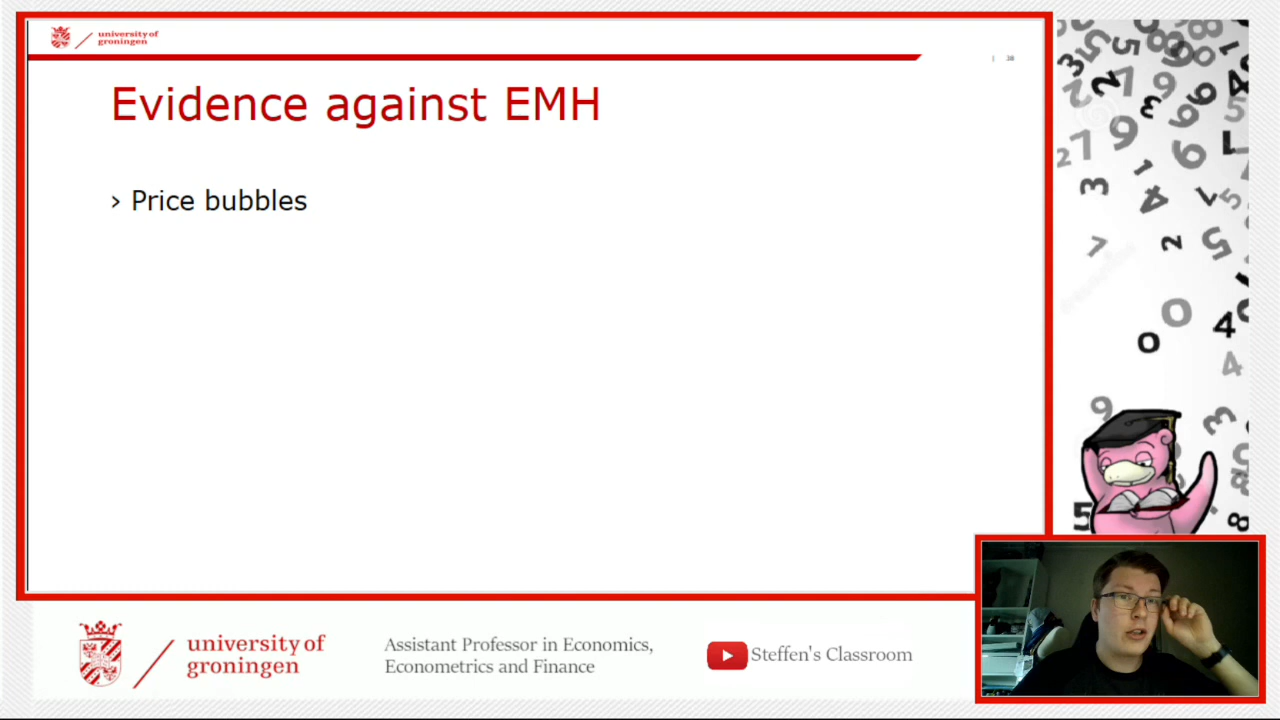 university of
groningen
| 38
Evidence against EMH
› Price bubbles
university of
groningen
Assistant Professor in Economics,
Econometrics and Finance
Steffen's Classroom